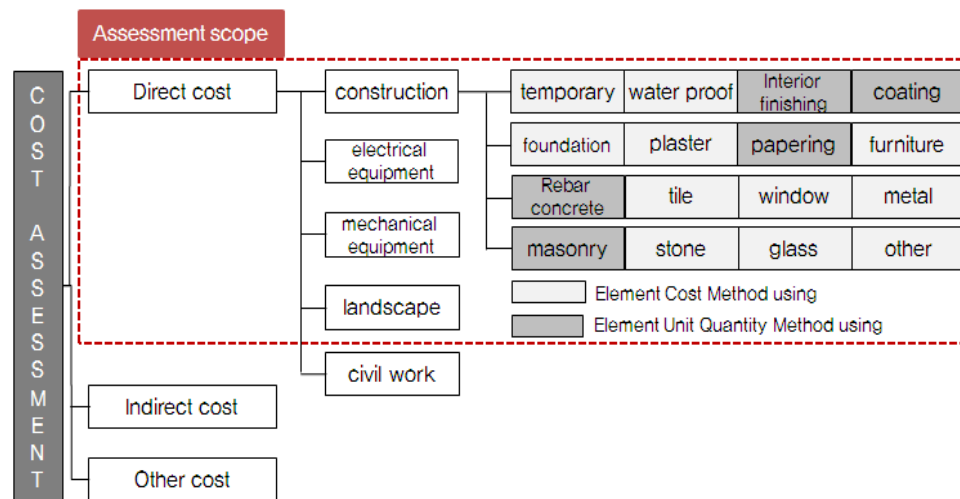 Assessment scope
COST ASSESSMENT
Direct cost
construction
electrical
equipment
mechanical
equipment
landscape
civil work
Indirect cost
Other cost
temporary
water proof
Interior
finishing
coating
foundation
plaster
papering
furniture
Rebar
concrete
tile
window
metal
masonry
stone
glass
other
Element Cost Method using
Element Unit Quantity Method using